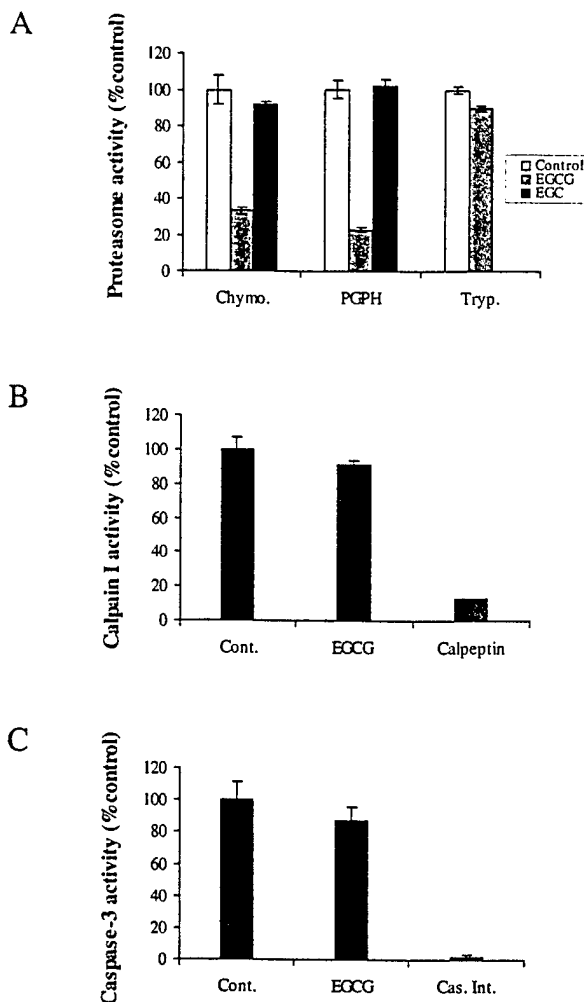 A
Proteasome activity (%control)
120
100
80
60
40
20
0
Chymo.
PGPH
Tryp.
Control
EGCG
EGC
B
Calpain I activity (%control)
120
100
80
60
40
20
0
Cont.
EGCG
Calpeptin
C
Caspase-3 activity (%control)
120
100
80
60
40
20
0
Cont.
EGCG
Cas. Int.